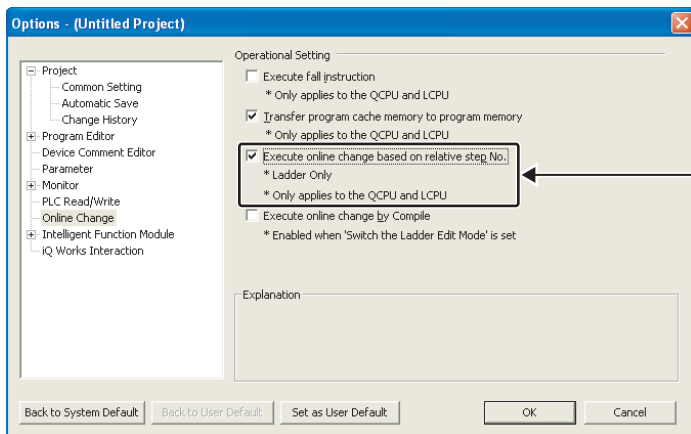 Options - (Untitled Project)
Project
Common Setting
Automatic Save
Change History
Program Editor
Device Comment Editor
Parameter
Monitor
PLC Read/Write
Online Change
Intelligent Function Module
iQ Works Interaction
Operational Setting
Execute fall instruction
* Only applies to the QCPU and LCPU
Transfer program cache memory to program memory
* Only applies to the QCPU and LCPU
Execute online change based on relative step No.
* Ladder Only
* Only applies to the QCPU and LCPU
Execute online change by Compile
* Enabled when 'Switch the Ladder Edit Mode' is set
Explanation
Back to System Default
Back to User Default
Set as User Default
OK
Cancel